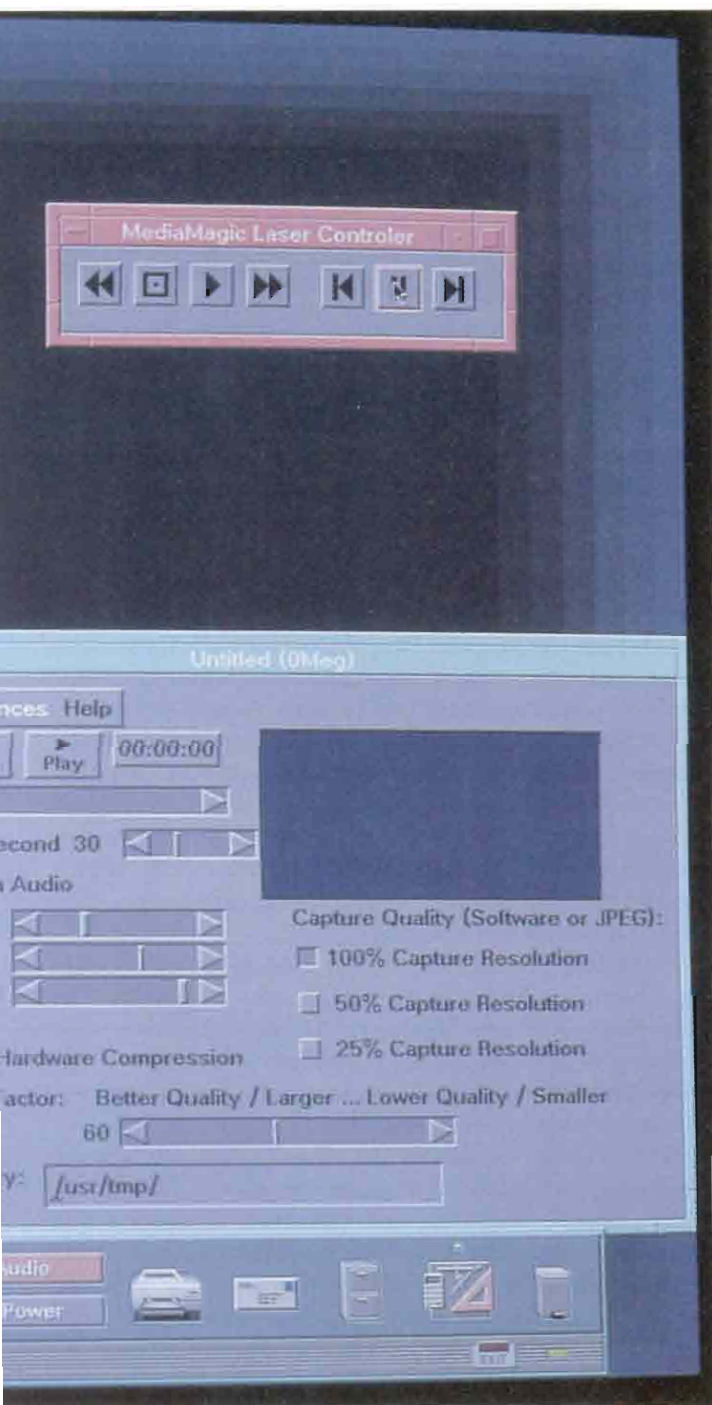 MediaMagic Laser Controler
Untitled (0Meg)
nces Help
Play 00:00:00
econd 30
Audio
Capture Quality (Software or JPEG):
100% Capture Resolution
50% Capture Resolution
25% Capture Resolution
Hardware Compression
actor: Better Quality / Larger ... Lower Quality / Smaller
60
y: /usr/tmp/
Audio
Power
EXIT